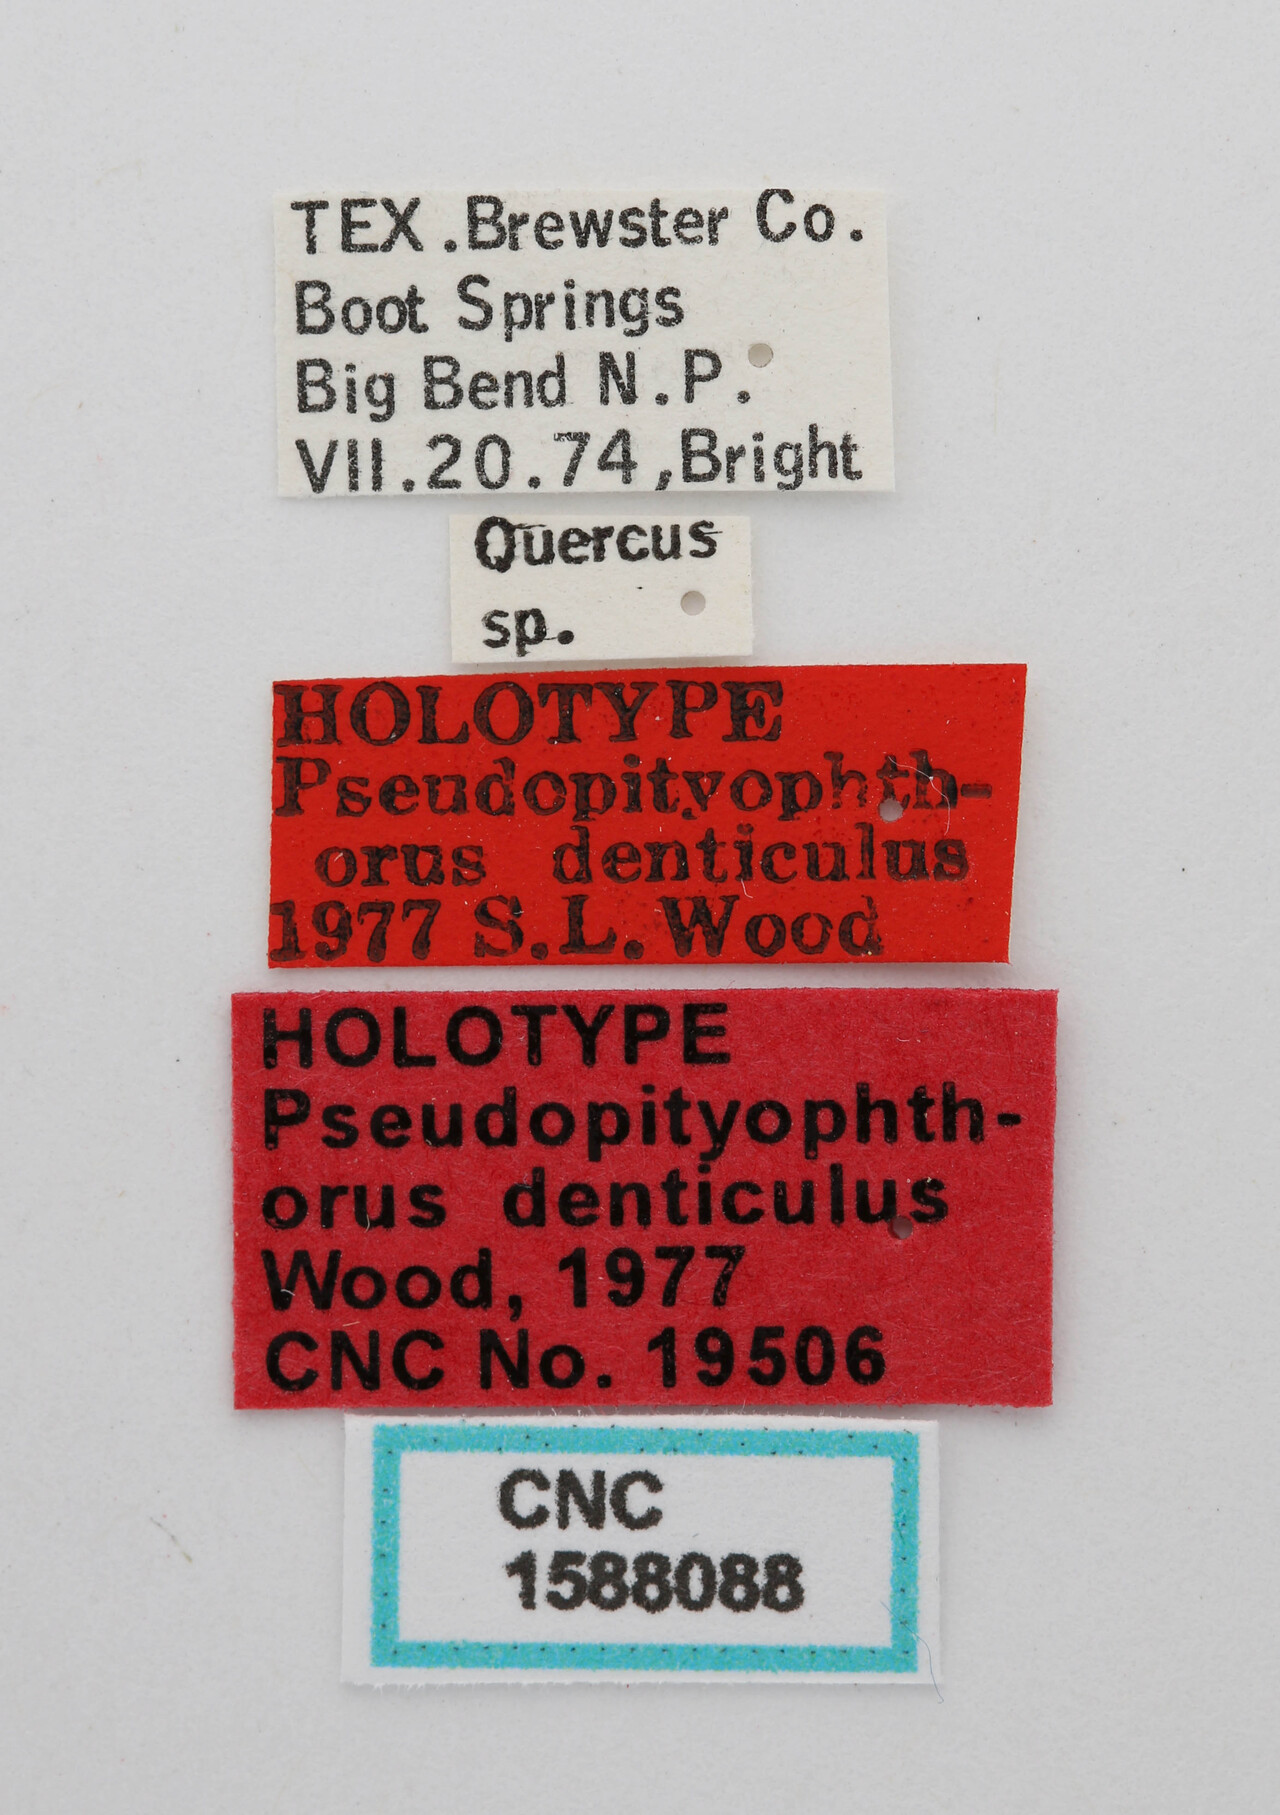 TEX.Brewster Co.
Boot Springs
Big Bend N.P.
VII.20.74,Bright
Quercus
sp.
HOLOTYPE
Pseudopityophth-
orus denticulus
1977 S.L.Wood
HOLOTYPE
Pseudopityophth-
orus denticulus
Wood, 1977
CNC No. 19506
CNC
1588088